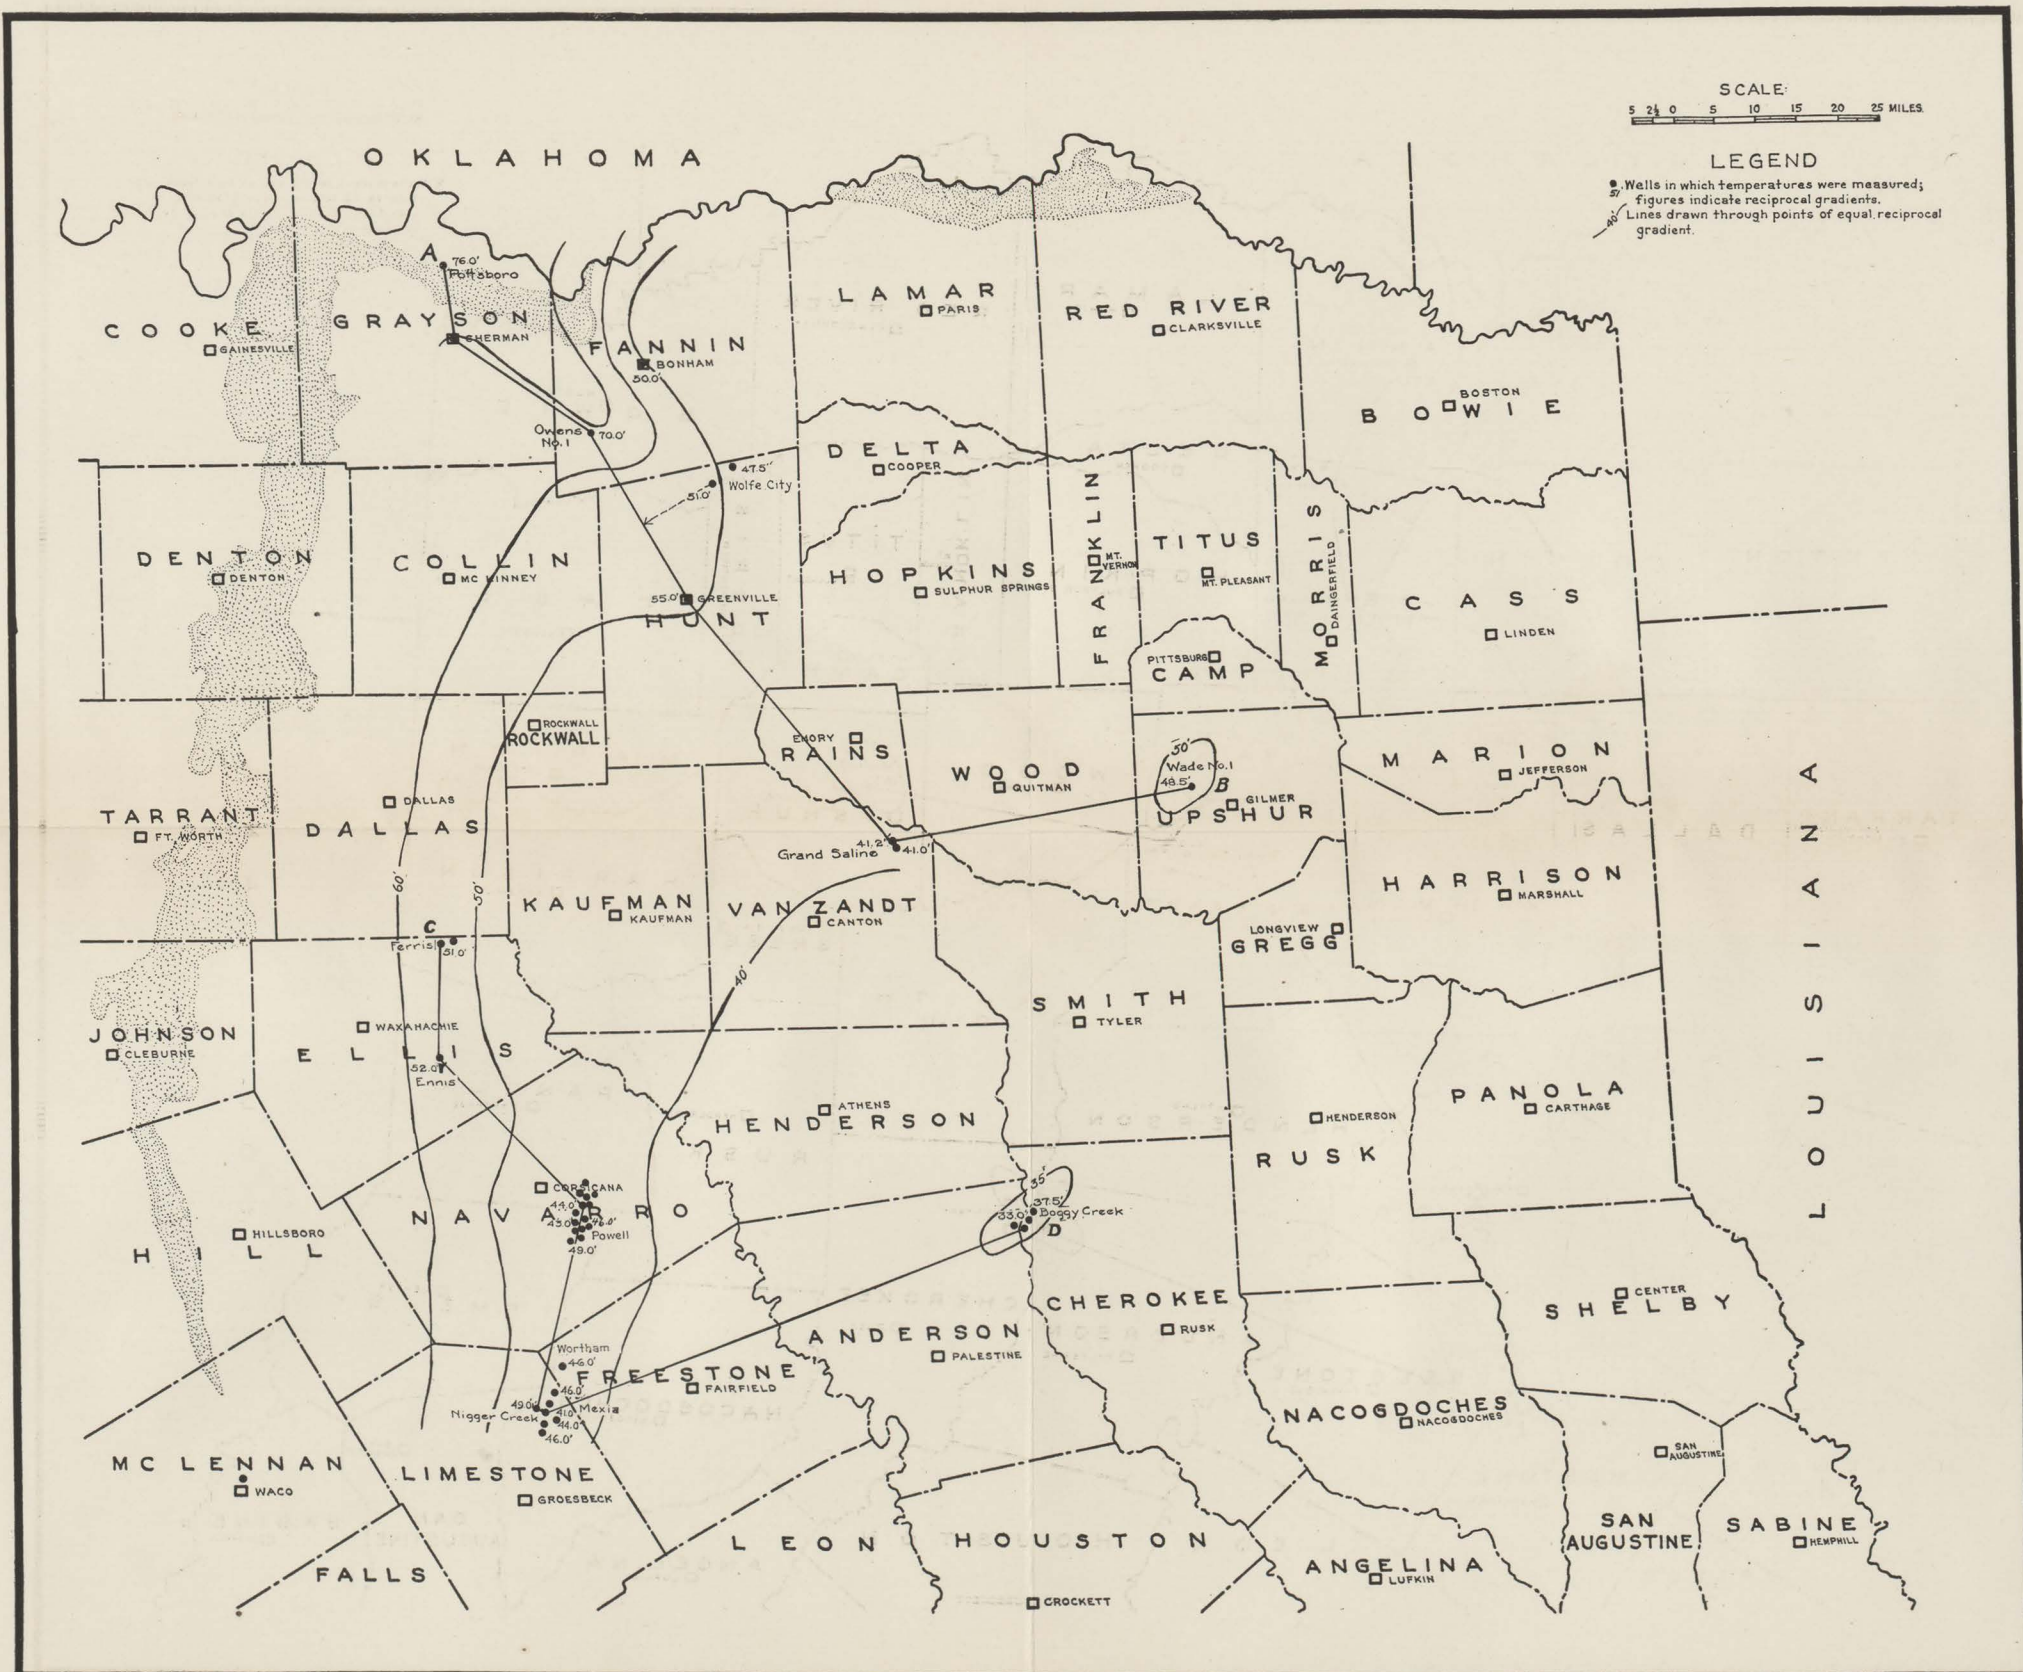 SCALE:
5 2½ 0 5 10 15 20 25 MILES.
LEGEND
51 Wells in which temperatures were measured;
figures indicate reciprocal gradients.
40' Lines drawn through points of equal reciprocal
gradient.
OKLAHOMA
A 76.0'
Pottsboro
COOKE
GAINESVILLE
GRAYSON
SHERMAN
FANNIN
BONHAM
50.0'
LAMAR
PARIS
RED RIVER
CLARKSVILLE
BOSTON
BOWIE
Owens
No. 1
70.0'
47.5'
Wolfe City
51.0'
DELTA
COOPER
DENTON
DENTON
COLLIN
MC KINNEY
55.0' GREENVILLE
HUNT
HOPKINS
SULPHUR SPRINGS
FRANKLIN
MT.
VERNON
TITUS
MT. PLEASANT
MORRIS
DAINGERFIELD
CASS
LINDEN
PITTSBURG
CAMP
ROCKWALL
ROCKWALL
EMORY
RAINS
WOOD
QUITMAN
50'
Wade No.1
48.5' B
GILMER
UPSHUR
MARION
JEFFERSON
TARRANT
FT. WORTH
DALLAS
DALLAS
41.2'
Grand Saline 41.0'
60'
50'
KAUFMAN
KAUFMAN
VAN ZANDT
CANTON
HARRISON
MARSHALL
LONGVIEW
GREGG
LOUISIANA
C
Ferris 51.0'
40'
SMITH
TYLER
JOHNSON
CLEBURNE
WAXAHACHIE
ELLIS
52.0'
Ennis
ATHENS
HENDERSON
HENDERSON
RUSK
PANOLA
CARTHAGE
HILLSBORO
HILL
CORSICANA
NAVARRO
44.0'
43.0' 46.0'
Powell
49.0'
35'
37.5'
33.0' Boggy Creek
D
CHEROKEE
RUSK
CENTER
SHELBY
ANDERSON
PALESTINE
Wortham
46.0'
FREESTONE
FAIRFIELD
46.0'
49.0' 41.0' Mexia
Nigger Creek 44.0'
46.0'
NACOGDOCHES
NACOGDOCHES
MC LENNAN
WACO
LIMESTONE
GROESBECK
SAN
AUGUSTINE
FALLS
LEON
HOUSTON
CROCKETT
ANGELINA
LUFKIN
SAN
AUGUSTINE
SABINE
HEMPHILL